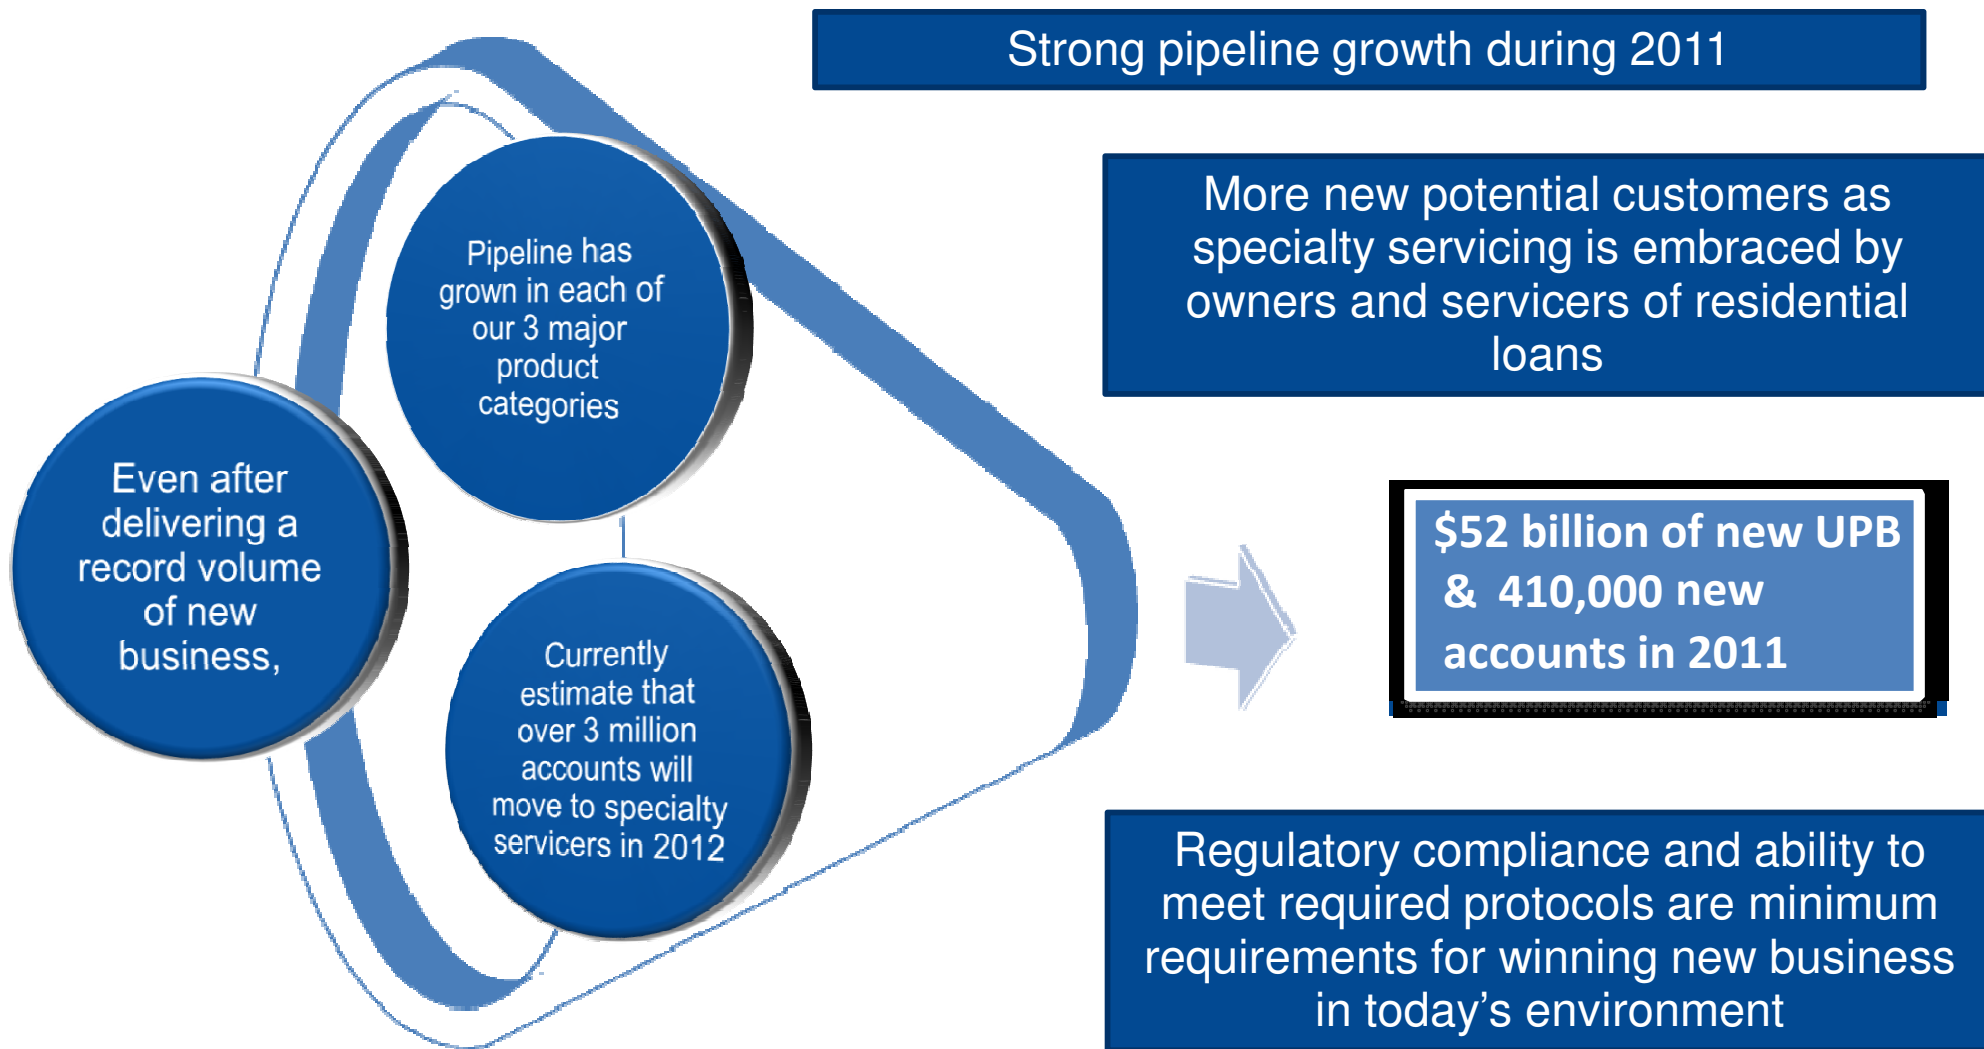 Strong pipeline growth during 2011
Pipeline has
grown in each of
our 3 major
product
categories
Even after
delivering a
record volume
of new
business,
Currently
estimate that
over 3 million
accounts will
move to specialty
servicers in 2012
More new potential customers as
specialty servicing is embraced by
owners and servicers of residential
loans
$52 billion of new UPB
& 410,000 new
accounts in 2011
Regulatory compliance and ability to
meet required protocols are minimum
requirements for winning new business
in today’s environment